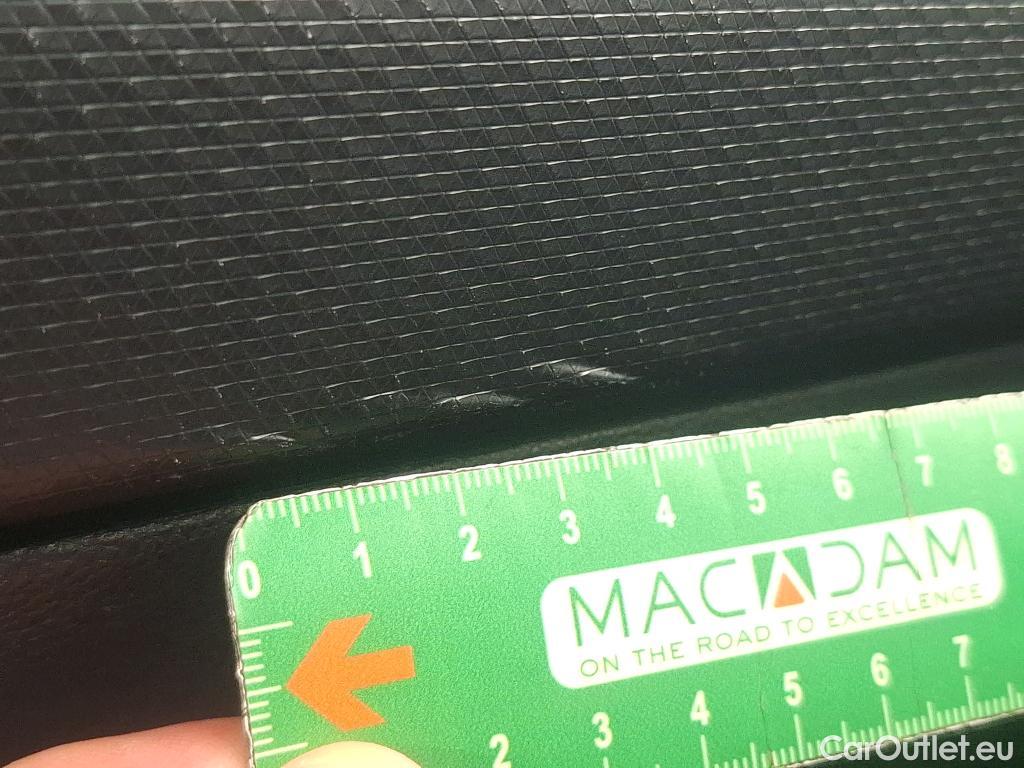 0 1 2 3 4 5 6 7 8
MACADAM
ON THE ROAD TO EXCELLENCE
2 3 4 5 6 7
CarOutlet.eu